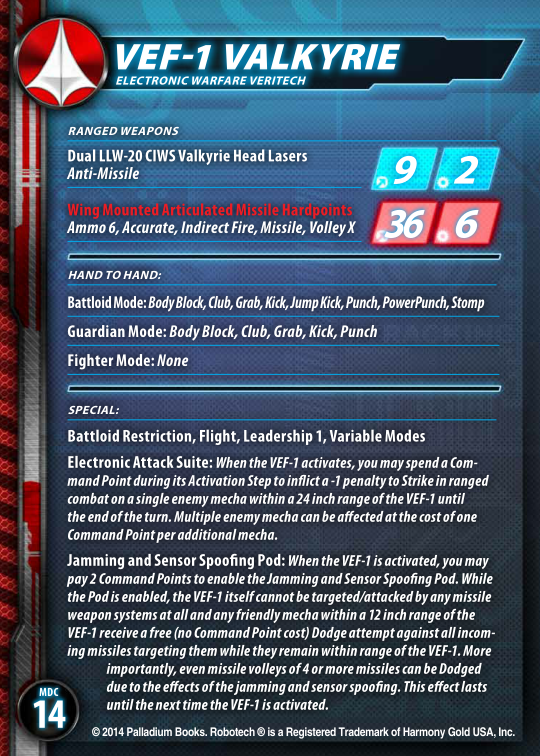 VEF-1 VALKYRIE
ELECTRONIC WARFARE VERITECH
RANGED WEAPONS
Dual LLW-20 CIWS Valkyrie Head Lasers
Anti-Missile
9 2
Wing Mounted Articulated Missile Hardpoints
Ammo 6, Accurate, Indirect Fire, Missile, Volley X
36 6
HAND TO HAND:
Battloid Mode: Body Block, Club, Grab, Kick, Jump Kick, Punch, PowerPunch, Stomp
Guardian Mode: Body Block, Club, Grab, Kick, Punch
Fighter Mode: None
SPECIAL:
Battloid Restriction, Flight, Leadership 1, Variable Modes
Electronic Attack Suite: When the VEF-1 activates, you may spend a Com-
mand Point during its Activation Step to inflict a -1 penalty to Strike in ranged
combat on a single enemy mecha within a 24 inch range of the VEF-1 until
the end of the turn. Multiple enemy mecha can be affected at the cost of one
Command Point per additional mecha.
Jamming and Sensor Spoofing Pod: When the VEF-1 is activated, you may
pay 2 Command Points to enable the Jamming and Sensor Spoofing Pod. While
the Pod is enabled, the VEF-1 itself cannot be targeted/attacked by any missile
weapon systems at all and any friendly mecha within a 12 inch range of the
VEF-1 receive a free (no Command Point cost) Dodge attempt against all incom-
ing missiles targeting them while they remain within range of the VEF-1. More
importantly, even missile volleys of 4 or more missiles can be Dodged
due to the effects of the jamming and sensor spoofing. This effect lasts
until the next time the VEF-1 is activated.
MDC
14
© 2014 Palladium Books. Robotech ® is a Registered Trademark of Harmony Gold USA, Inc.